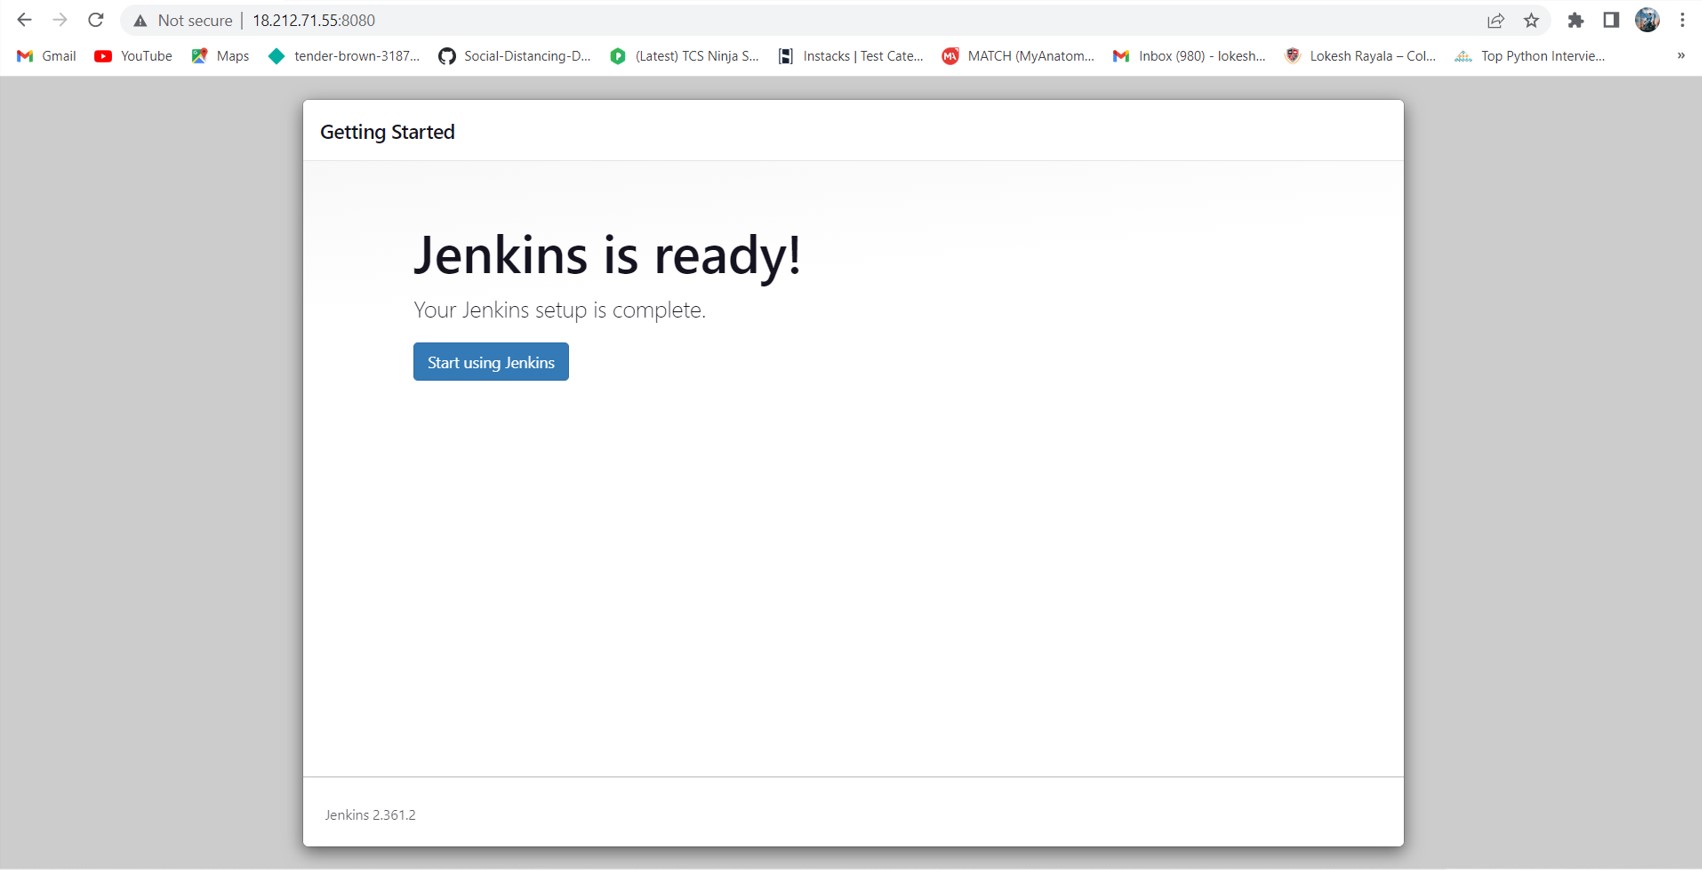 Not secure | 18.212.71.55:8080
Gmail YouTube Maps tender-brown-3187... Social-Distancing-D... (Latest) TCS Ninja S... Instacks | Test Cate... MATCH (MyAnatom... Inbox (980) - lokesh... Lokesh Rayala – Col... Top Python Intervie... »
Getting Started
Jenkins is ready!
Your Jenkins setup is complete.
Start using Jenkins
Jenkins 2.361.2